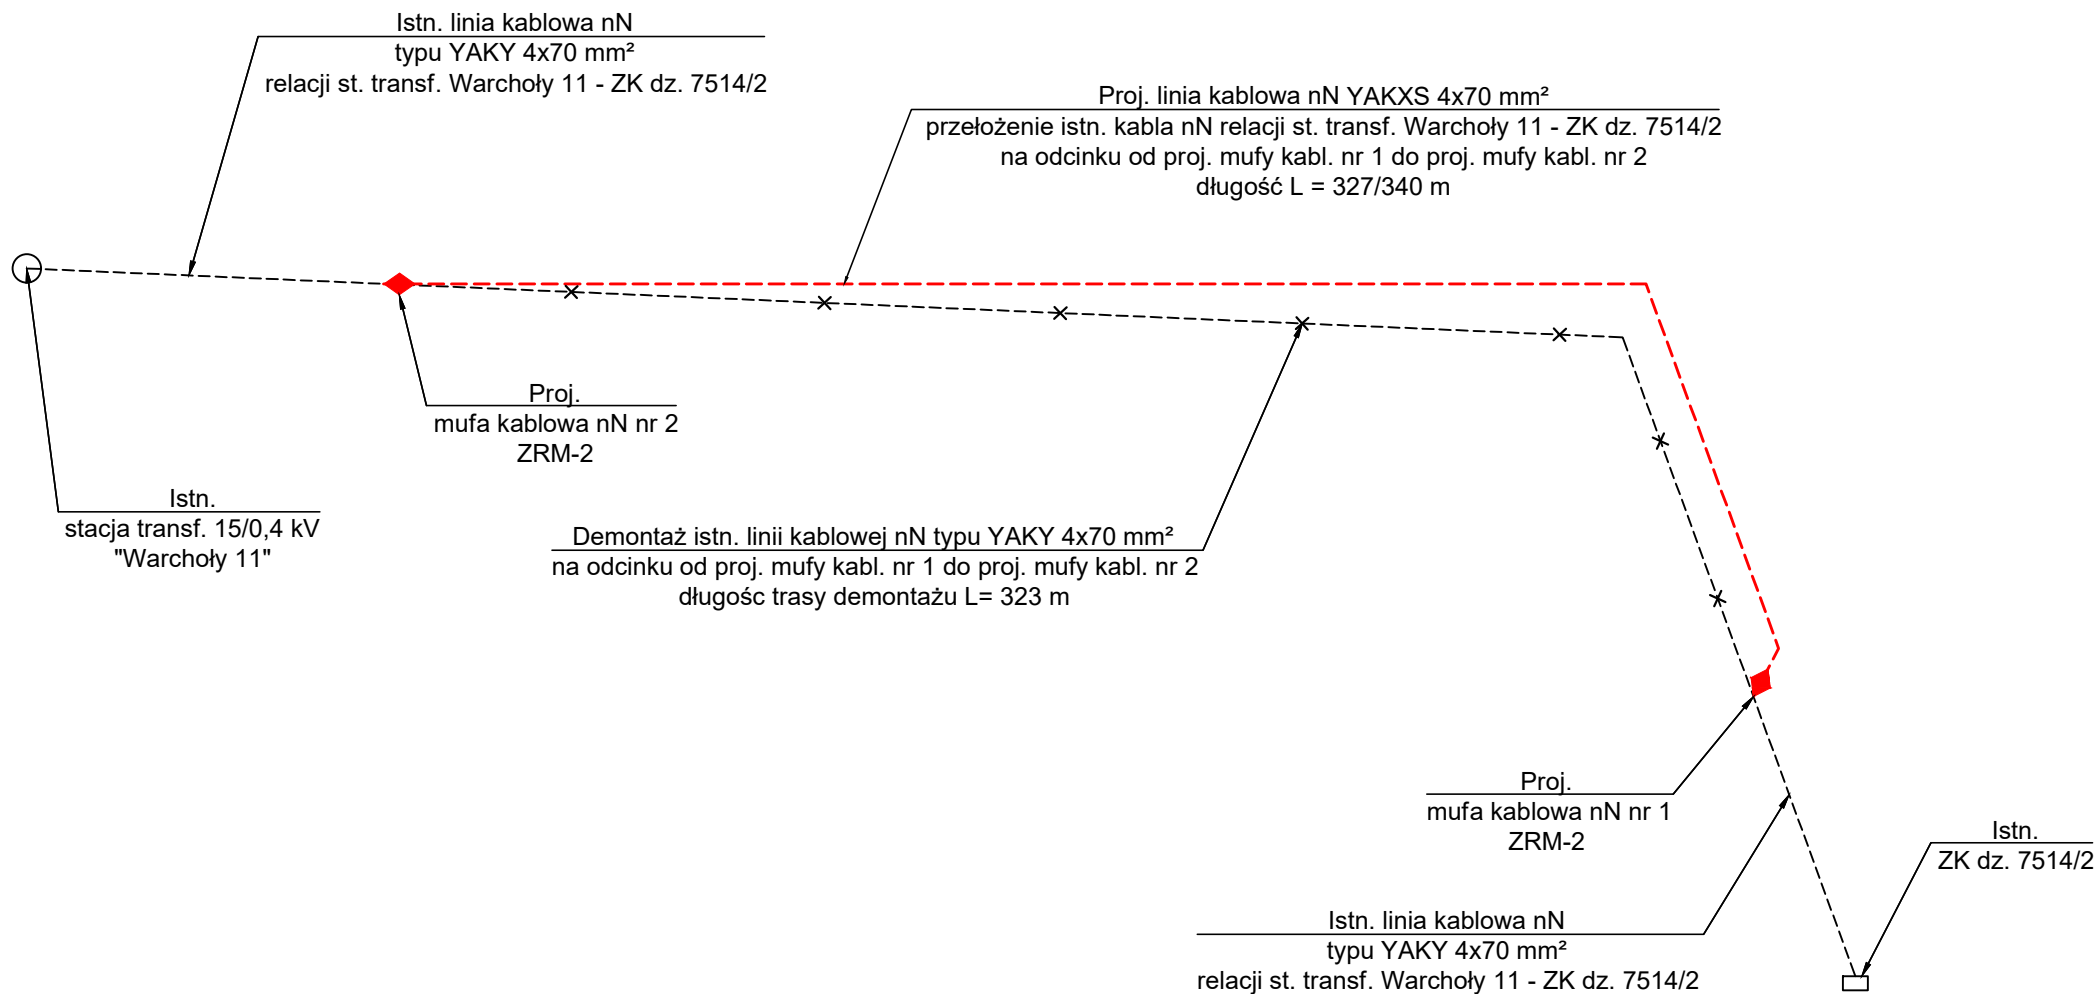 Istn. linia kablowa nN
typu YAKY 4x70 mm²
relacji st. transf. Warchoły 11 - ZK dz. 7514/2
Proj. linia kablowa nN YAKXS 4x70 mm²
przełożenie istn. kabla nN relacji st. transf. Warchoły 11 - ZK dz. 7514/2
na odcinku od proj. mufy kabl. nr 1 do proj. mufy kabl. nr 2
długość L = 327/340 m
Proj.
mufa kablowa nN nr 2
ZRM-2
Istn.
stacja transf. 15/0,4 kV
"Warchoły 11"
Demontaż istn. linii kablowej nN typu YAKY 4x70 mm²
na odcinku od proj. mufy kabl. nr 1 do proj. mufy kabl. nr 2
długośc trasy demontażu L= 323 m
Proj.
mufa kablowa nN nr 1
ZRM-2
Istn.
ZK dz. 7514/2
Istn. linia kablowa nN
typu YAKY 4x70 mm²
relacji st. transf. Warchoły 11 - ZK dz. 7514/2